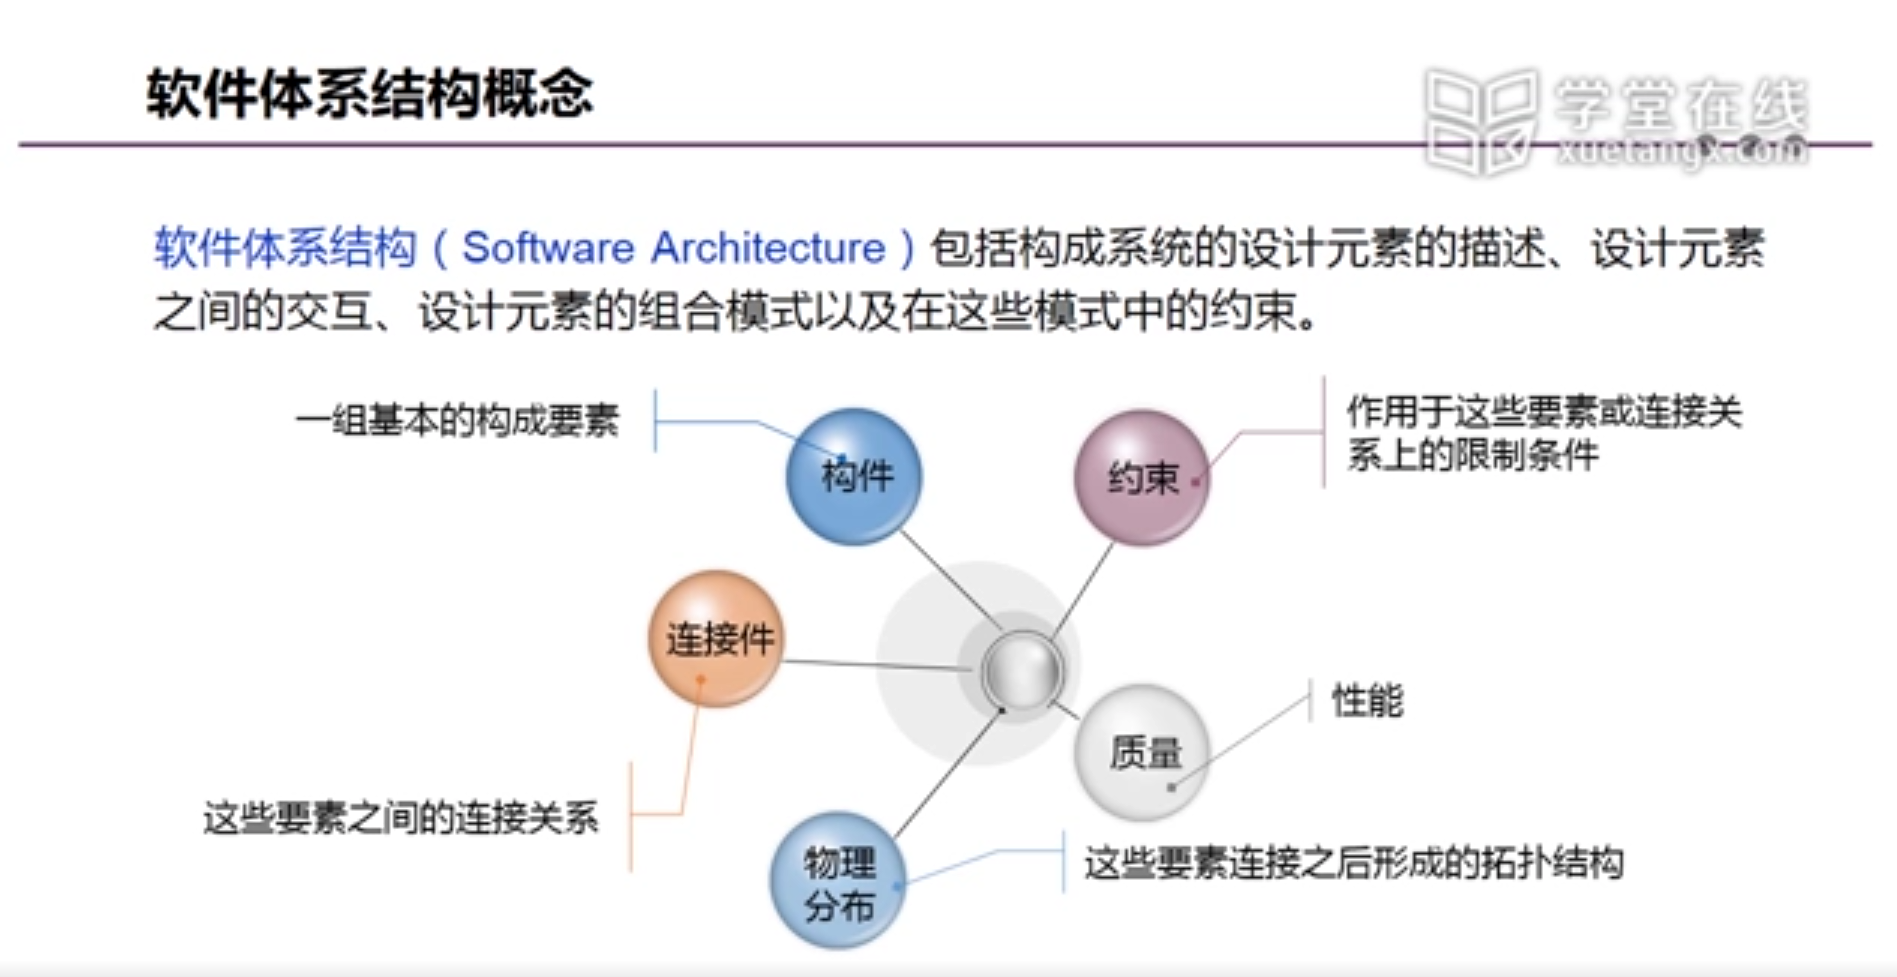 软件体系结构概念
学堂在线
xuetangx.com
软件体系结构（Software Architecture）包括构成系统的设计元素的描述、设计元素
之间的交互、设计元素的组合模式以及在这些模式中的约束。
一组基本的构成要素
构件
约束
作用于这些要素或连接关
系上的限制条件
连接件
这些要素之间的连接关系
质量
性能
物理
分布
这些要素连接之后形成的拓扑结构